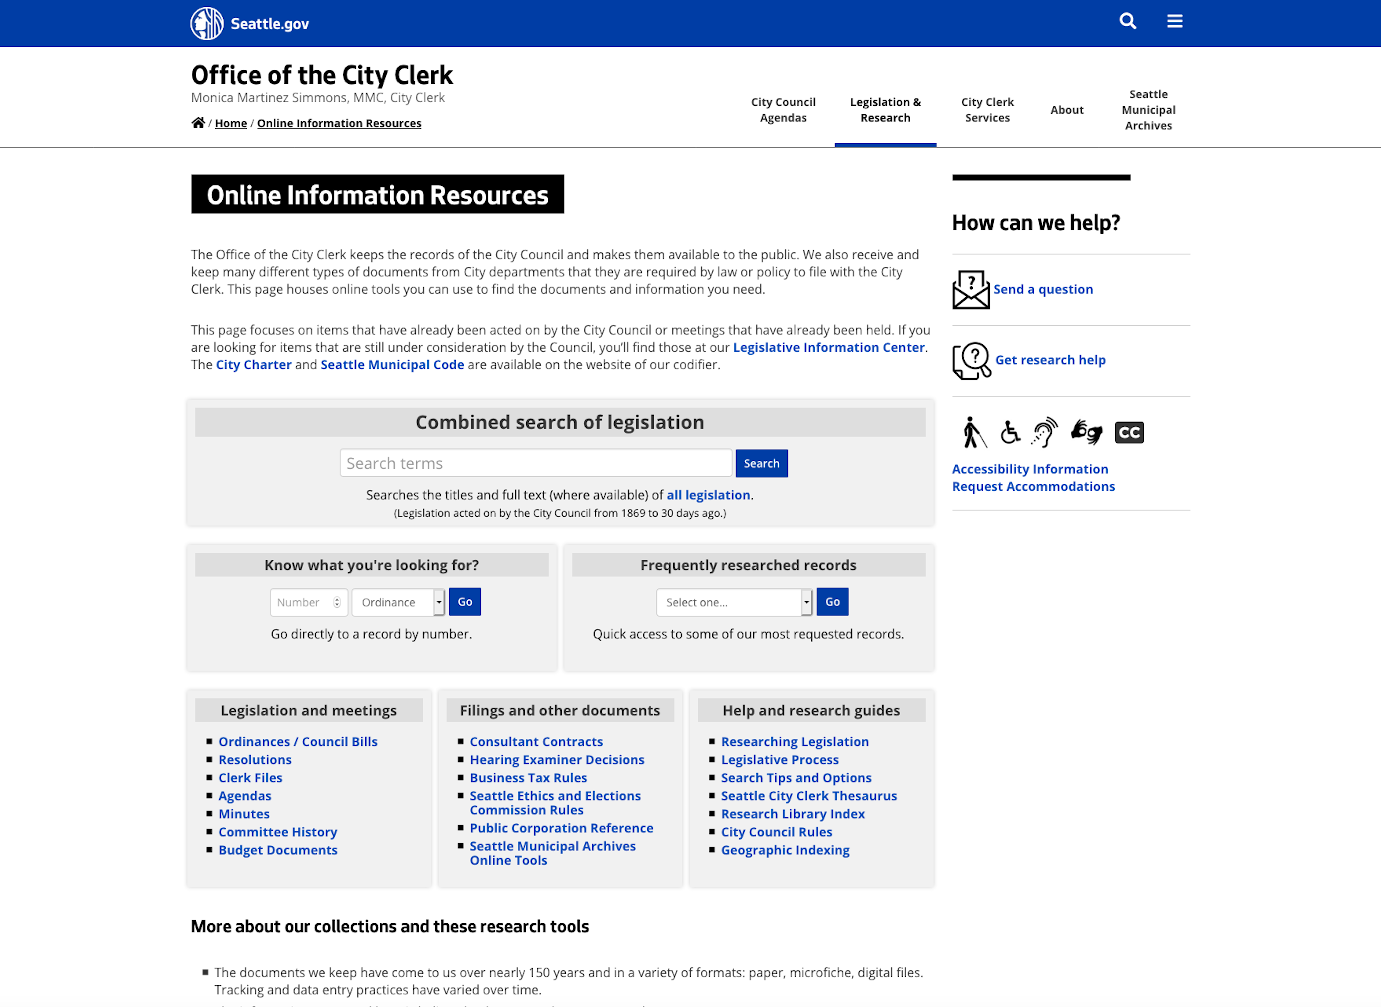 Seattle.gov
Office of the City Clerk
Monica Martinez Simmons, MMC, City Clerk
/ Home / Online Information Resources
City Council Agendas
Legislation & Research
City Clerk Services
About
Seattle Municipal Archives
Online Information Resources
The Office of the City Clerk keeps the records of the City Council and makes them available to the public. We also receive and
keep many different types of documents from City departments that they are required by law or policy to file with the City
Clerk. This page houses online tools you can use to find the documents and information you need.
This page focuses on items that have already been acted on by the City Council or meetings that have already been held. If you
are looking for items that are still under consideration by the Council, you'll find those at our Legislative Information Center.
The City Charter and Seattle Municipal Code are available on the website of our codifier.
Combined search of legislation
Search terms
Search
Searches the titles and full text (where available) of all legislation.
(Legislation acted on by the City Council from 1869 to 30 days ago.)
Know what you're looking for?
Number Ordinance Go
Go directly to a record by number.
Frequently researched records
Select one... Go
Quick access to some of our most requested records.
Legislation and meetings
Ordinances / Council Bills
Resolutions
Clerk Files
Agendas
Minutes
Committee History
Budget Documents
Filings and other documents
Consultant Contracts
Hearing Examiner Decisions
Business Tax Rules
Seattle Ethics and Elections
Commission Rules
Public Corporation Reference
Seattle Municipal Archives
Online Tools
Help and research guides
Researching Legislation
Legislative Process
Search Tips and Options
Seattle City Clerk Thesaurus
Research Library Index
City Council Rules
Geographic Indexing
More about our collections and these research tools
The documents we keep have come to us over nearly 150 years and in a variety of formats: paper, microfiche, digital files.
Tracking and data entry practices have varied over time.
How can we help?
? Send a question
? Get research help
CC
Accessibility Information
Request Accommodations